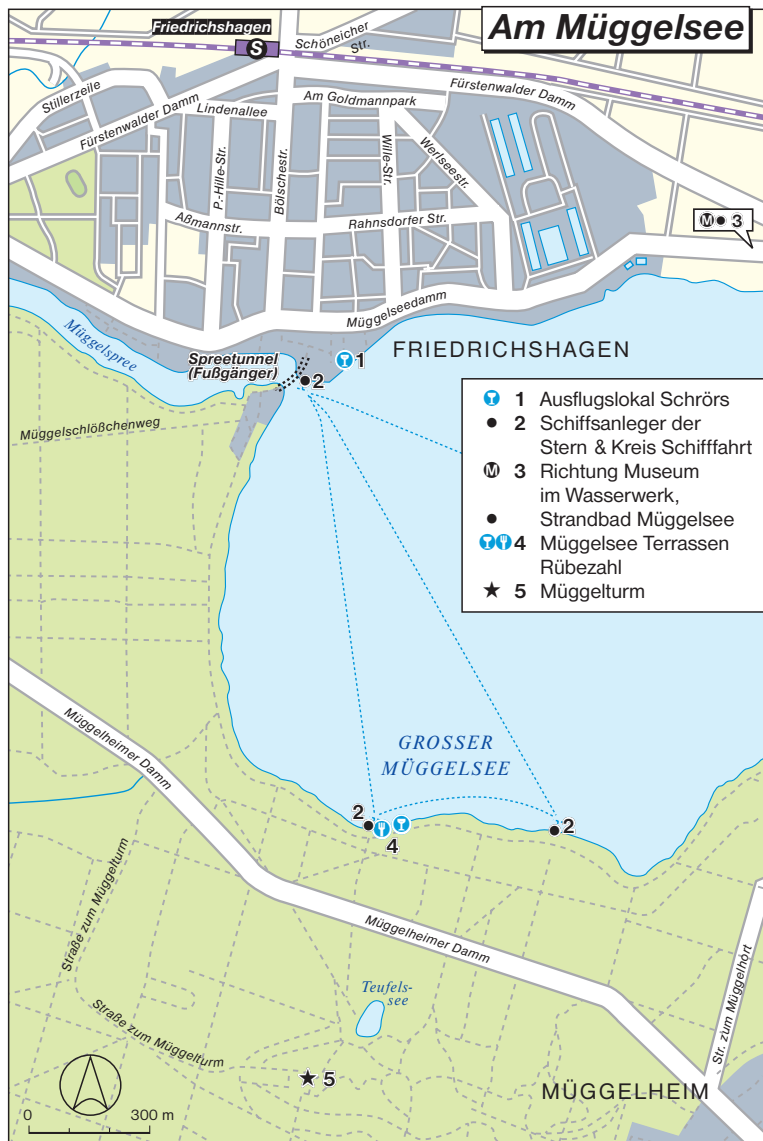 Am Müggelsee
Friedrichshagen
S
Schöneicher
Str.
Stillerzeile
Fürstenwalder Damm
Lindenallee
Am Goldmannpark
Fürstenwalder Damm
P.-Hille-Str.
Bölschestr.
Wille-Str.
Werlseestr.
Aßmannstr.
Rahnsdorfer Str.
M 3
Müggelseedamm
Müggelspree
Spreetunnel
(Fußgänger)
1
2
FRIEDRICHSHAGEN
Müggelschlößchenweg
1 Ausflugslokal Schrörs
2 Schiffsanleger der
Stern & Kreis Schifffahrt
M 3 Richtung Museum
im Wasserwerk,
Strandbad Müggelsee
4 Müggelsee Terrassen
Rübezahl
5 Müggelturm
Müggelheimer Damm
GROSSER
MÜGGELSEE
2
4
2
Straße zum Müggelturm
Müggelheimer Damm
Teufels-
see
Str. zum Müggelhort
Straße zum Müggelturm
5
MÜGGELHEIM
0 300 m